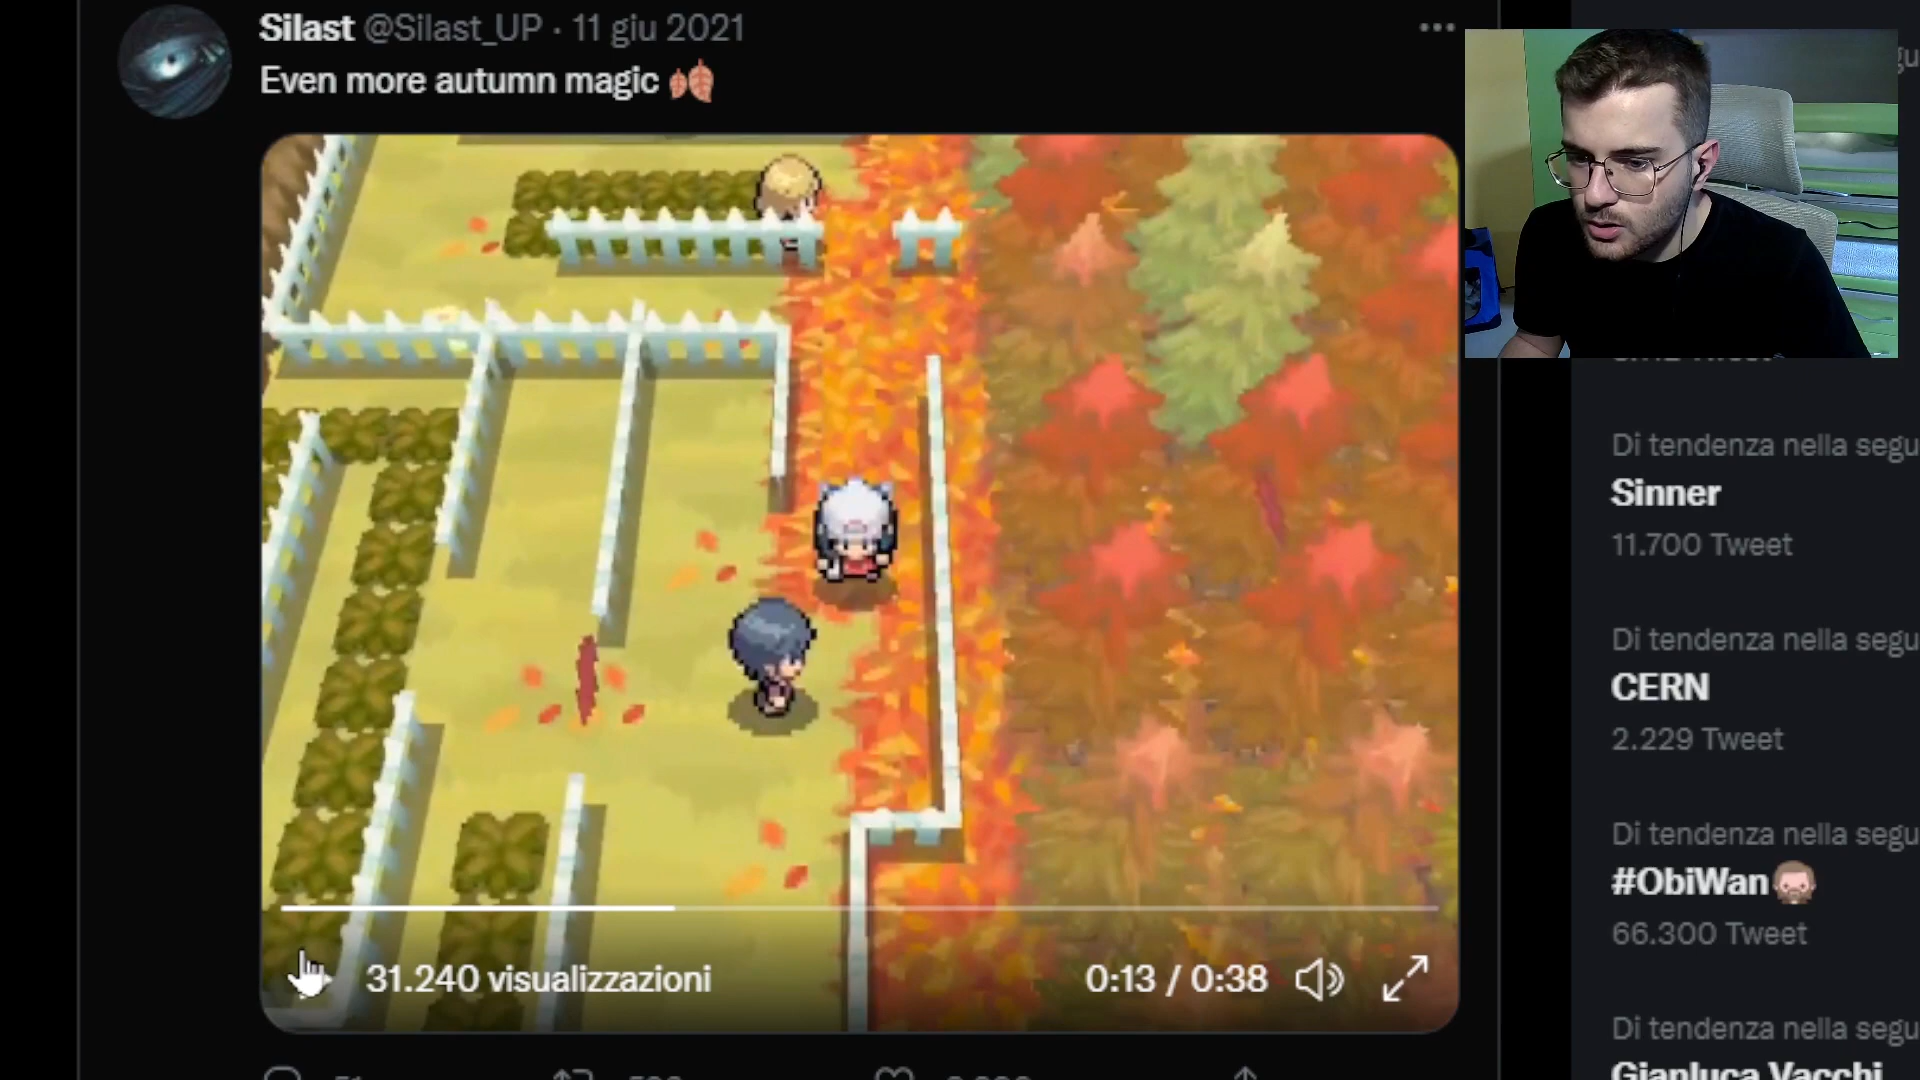 Silast @Silast_UP · 11 giu 2021
Even more autumn magic 🍂
31.240 visualizzazioni
0:13 / 0:38
Di tendenza nella segu
Sinner
11.700 Tweet
Di tendenza nella segu
CERN
2.229 Tweet
Di tendenza nella segu
#ObiWan
66.300 Tweet
Di tendenza nella segu
Gianluca Vacchi